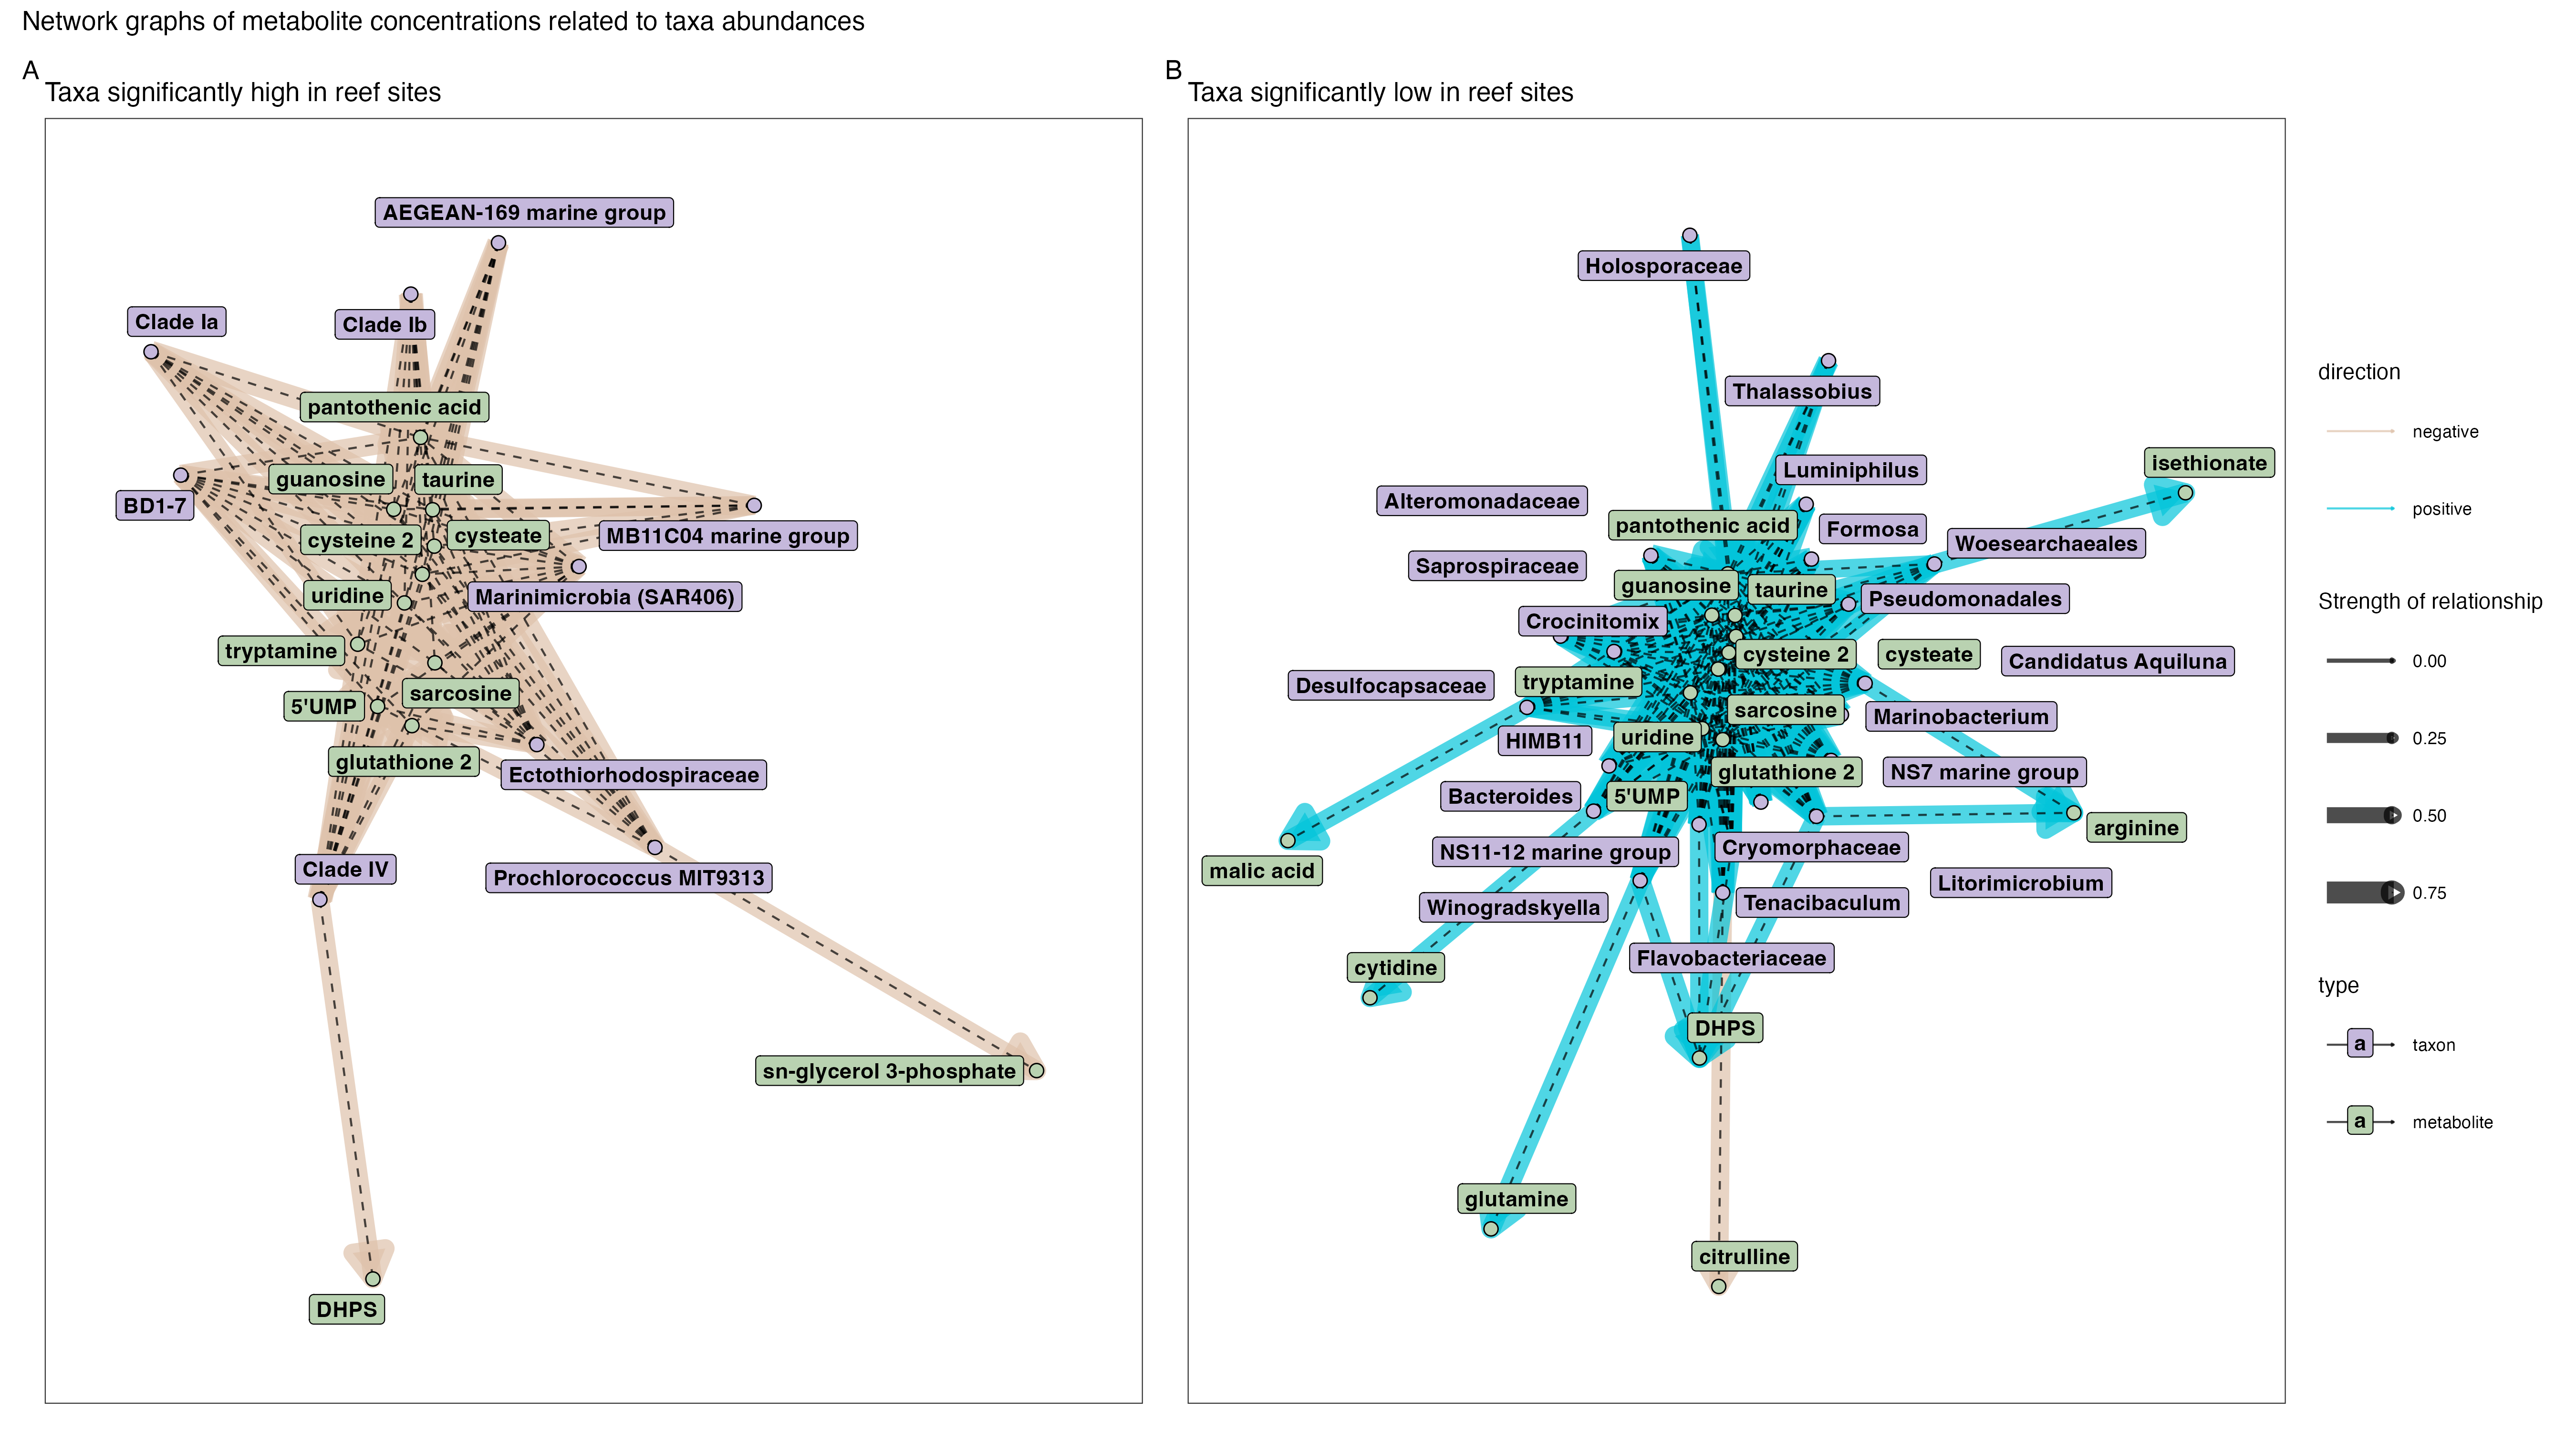 Network graphs of metabolite concentrations related to taxa abundances
A
Taxa significantly high in reef sites
AEGEAN-169 marine group
Clade Ia
Clade Ib
pantothenic acid
guanosine
taurine
BD1-7
cysteine 2
cysteate
MB11C04 marine group
uridine
Marinimicrobia (SAR406)
tryptamine
sarcosine
5'UMP
glutathione 2
Ectothiorhodospiraceae
Clade IV
Prochlorococcus MIT9313
sn-glycerol 3-phosphate
DHPS
B
Taxa significantly low in reef sites
Holosporaceae
Thalassobius
Luminiphilus
isethionate
Alteromonadaceae
pantothenic acid
Formosa
Woesearchaeales
Saprospiraceae
guanosine
taurine
Pseudomonadales
Crocinitomix
cysteine 2
cysteate
Candidatus Aquiluna
Desulfocapsaceae
tryptamine
sarcosine
Marinobacterium
HIMB11
uridine
glutathione 2
NS7 marine group
Bacteroides
5'UMP
arginine
NS11-12 marine group
Cryomorphaceae
malic acid
Litorimicrobium
Winogradskyella
Tenacibaculum
Flavobacteriaceae
cytidine
DHPS
glutamine
citrulline
direction
negative
positive
Strength of relationship
0.00
0.25
0.50
0.75
type
a taxon
a metabolite